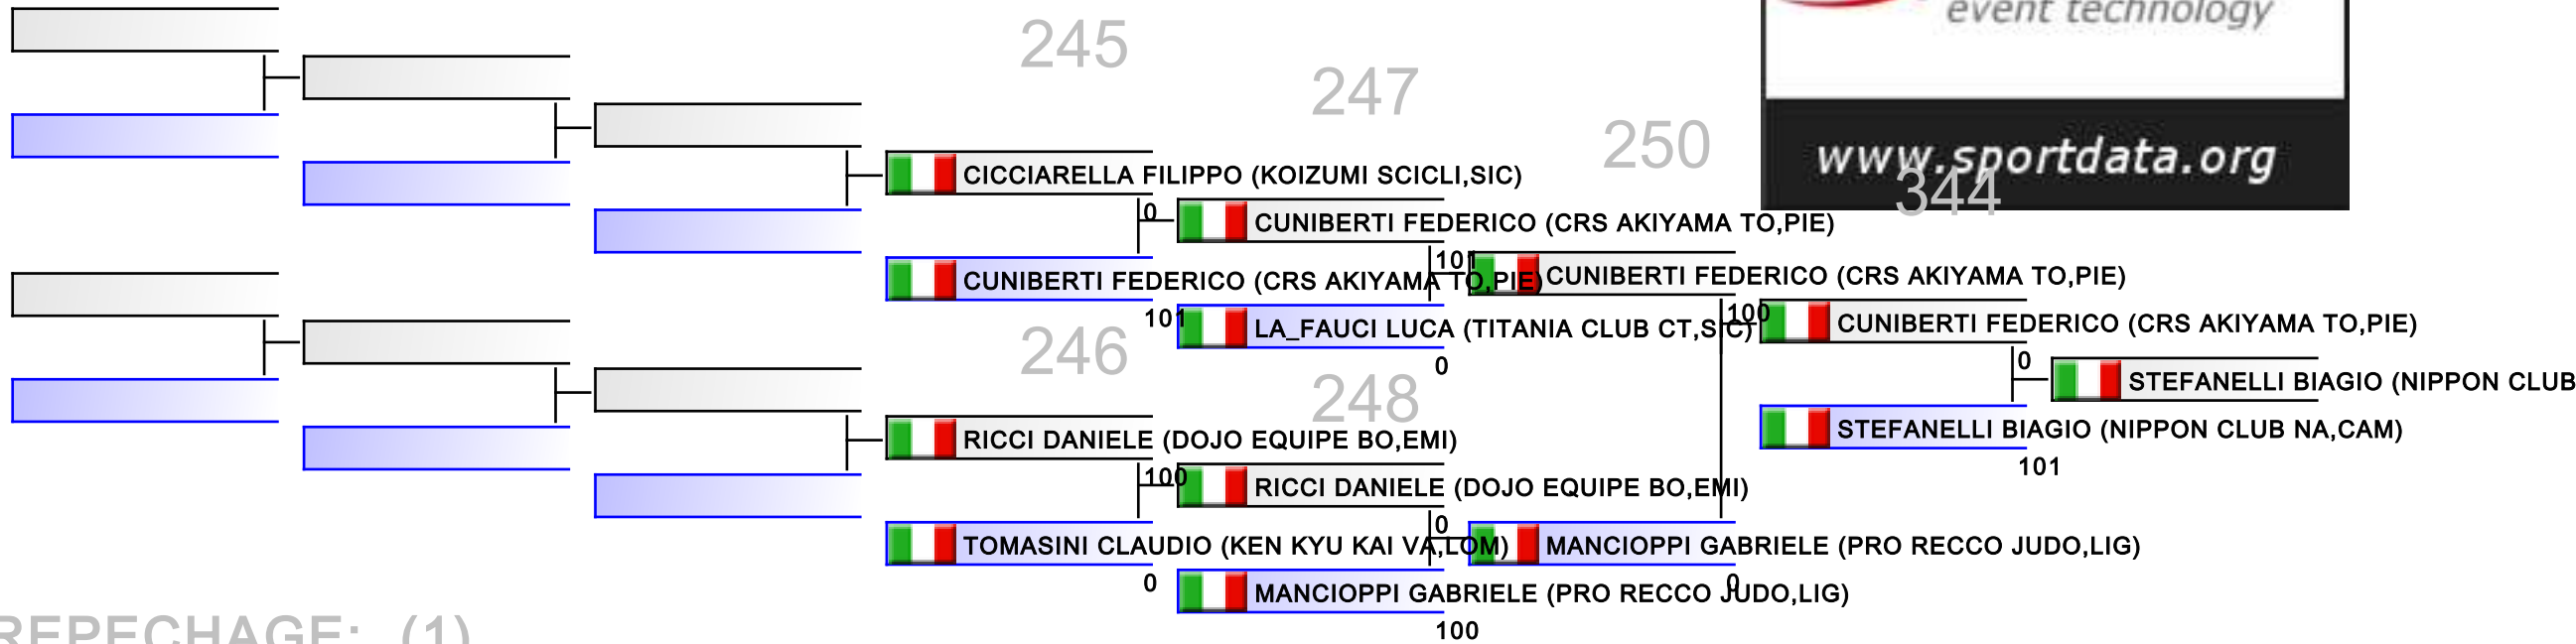 event technology
245
247
250
www.sportdata.org
344
CICCIARELLA FILIPPO (KOIZUMI SCICLI,SIC)
0
CUNIBERTI FEDERICO (CRS AKIYAMA TO,PIE)
101
CUNIBERTI FEDERICO (CRS AKIYAMA TO,PIE)
CUNIBERTI FEDERICO (CRS AKIYAMA TO,PIE)
101
LA_FAUCI LUCA (TITANIA CLUB CT,SIC)
100
CUNIBERTI FEDERICO (CRS AKIYAMA TO,PIE)
246
0
0
STEFANELLI BIAGIO (NIPPON CLUB
248
RICCI DANIELE (DOJO EQUIPE BO,EMI)
STEFANELLI BIAGIO (NIPPON CLUB NA,CAM)
100
101
RICCI DANIELE (DOJO EQUIPE BO,EMI)
0
TOMASINI CLAUDIO (KEN KYU KAI VA,LOM)
MANCIOPPI GABRIELE (PRO RECCO JUDO,LIG)
0
0
MANCIOPPI GABRIELE (PRO RECCO JUDO,LIG)
100
REPECHAGE: (1)